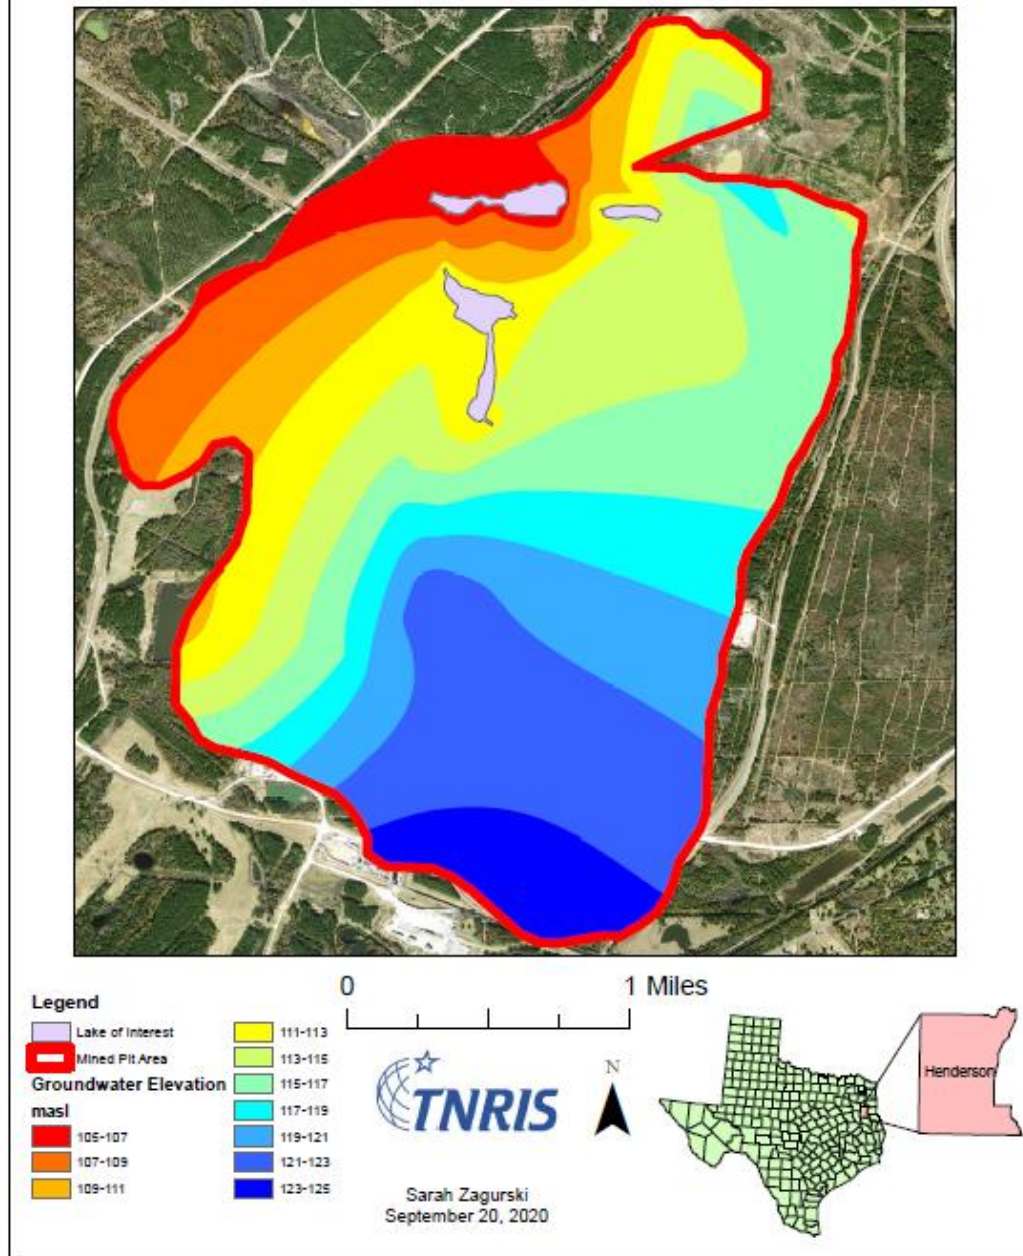 0 1 Miles
Legend
Lake of Interest
Mined Pit Area
Groundwater Elevation
masl
105-107
107-109
109-111
111-113
113-115
115-117
117-119
119-121
121-123
123-125
TNRIS
N
Sarah Zagurski
September 20, 2020
Henderson